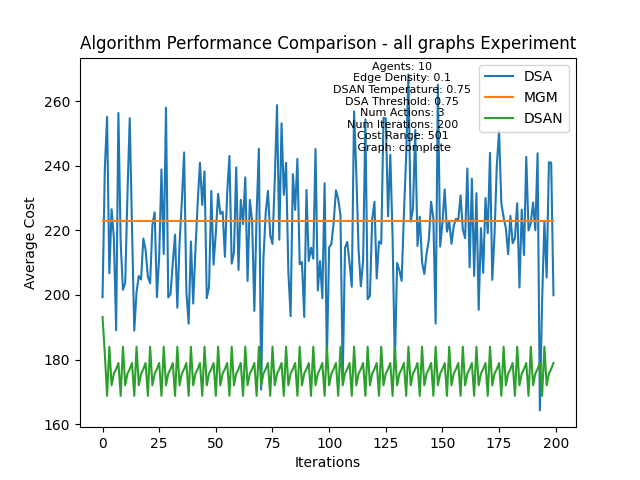 Algorithm Performance Comparison - all graphs Experiment
Agents: 10
Edge Density: 0.1
DSAN Temperature: 0.75
DSA Threshold: 0.75
Num Actions: 3
Num Iterations: 200
Cost Range: 501
Graph: complete
DSA
MGM
DSAN
Average Cost
260
240
220
200
180
160
0
25
50
75
100
125
150
175
200
Iterations